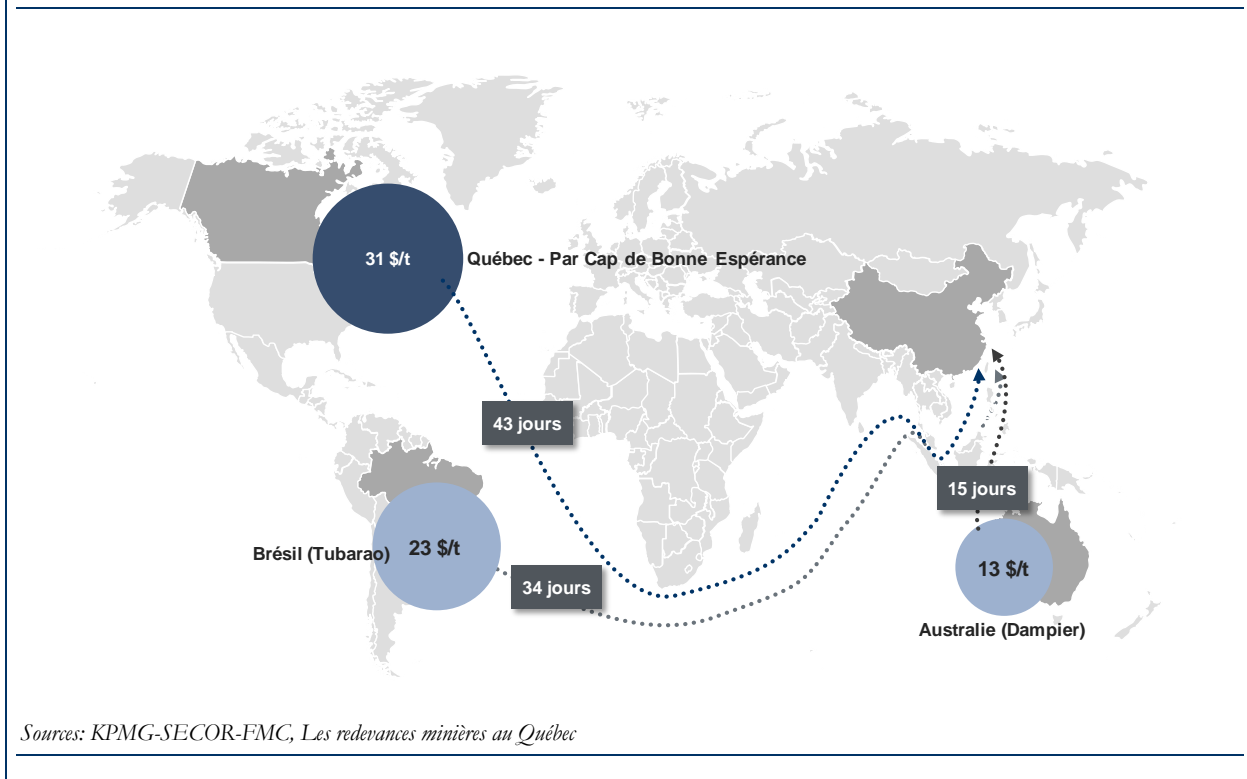 31 $/t
Québec - Par Cap de Bonne Espérance
43 jours
15 jours
Brésil (Tubarao)
23 $/t
34 jours
13 $/t
Australie (Dampier)
Sources: KPMG-SECOR-FMC, Les redevances minières au Québec